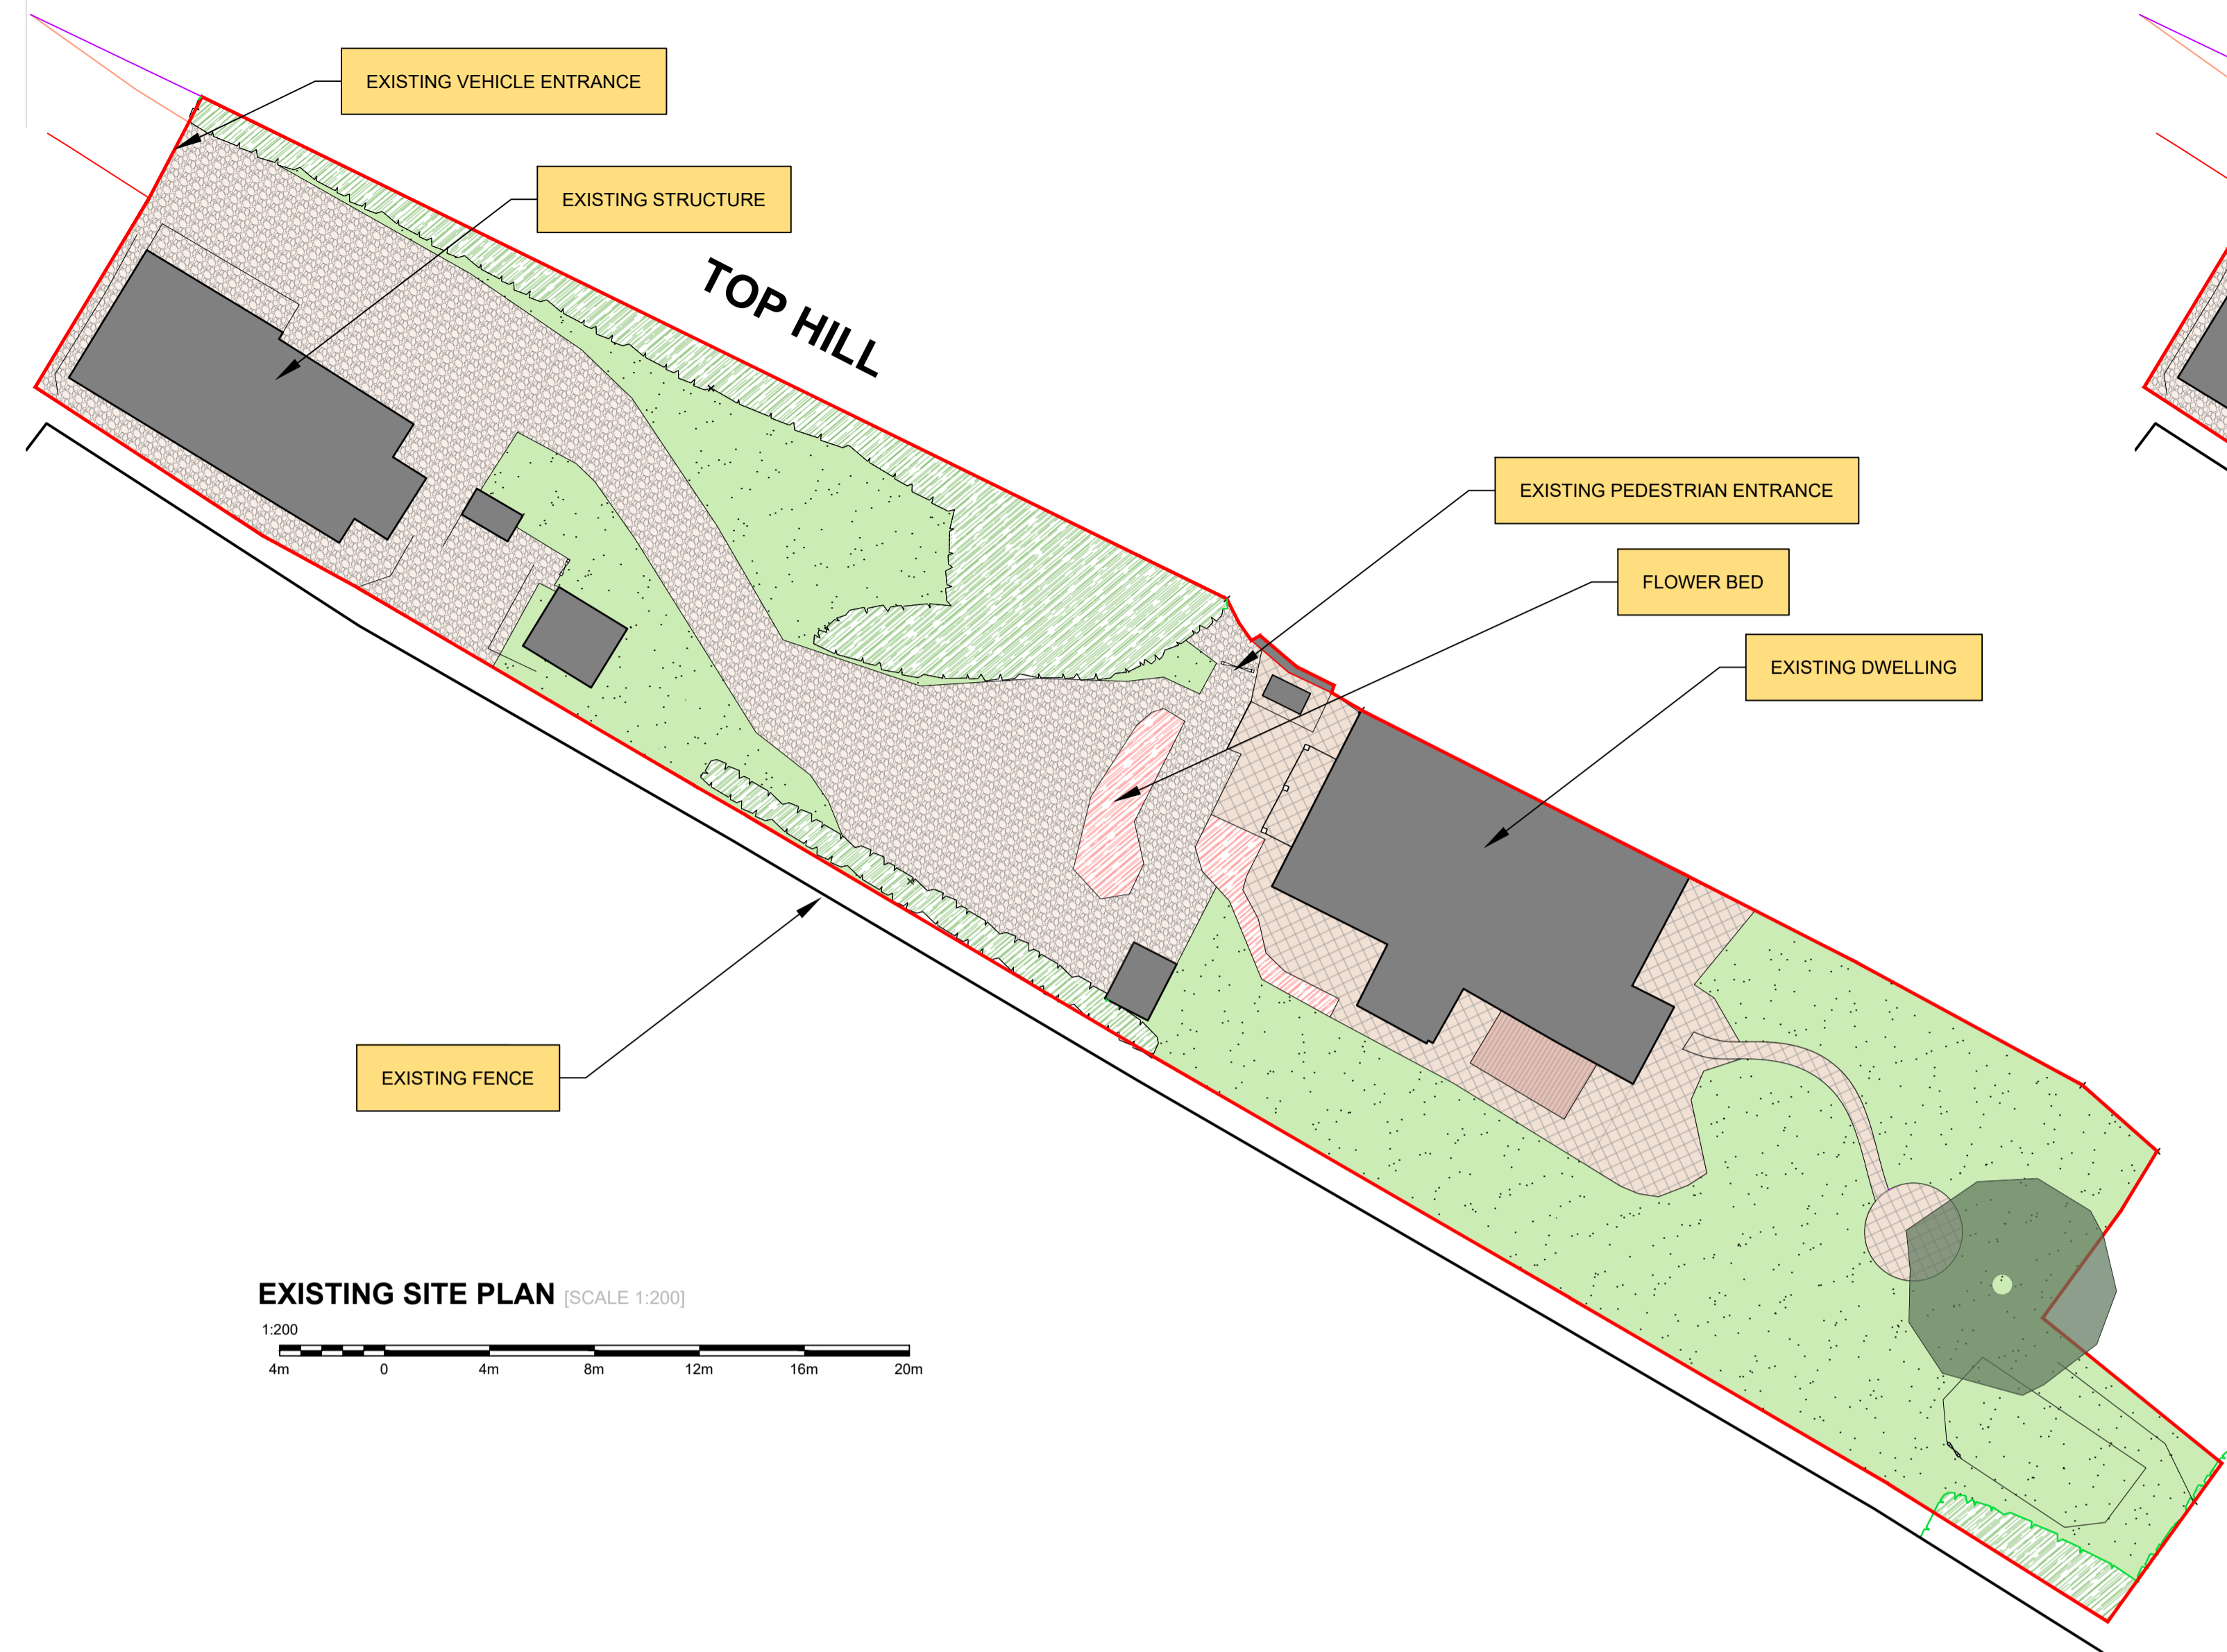 EXISTING VEHICLE ENTRANCE
EXISTING STRUCTURE
TOP HILL
EXISTING PEDESTRIAN ENTRANCE
FLOWER BED
EXISTING DWELLING
EXISTING FENCE
EXISTING SITE PLAN [SCALE 1:200]
1:200
4m 0 4m 8m 12m 16m 20m